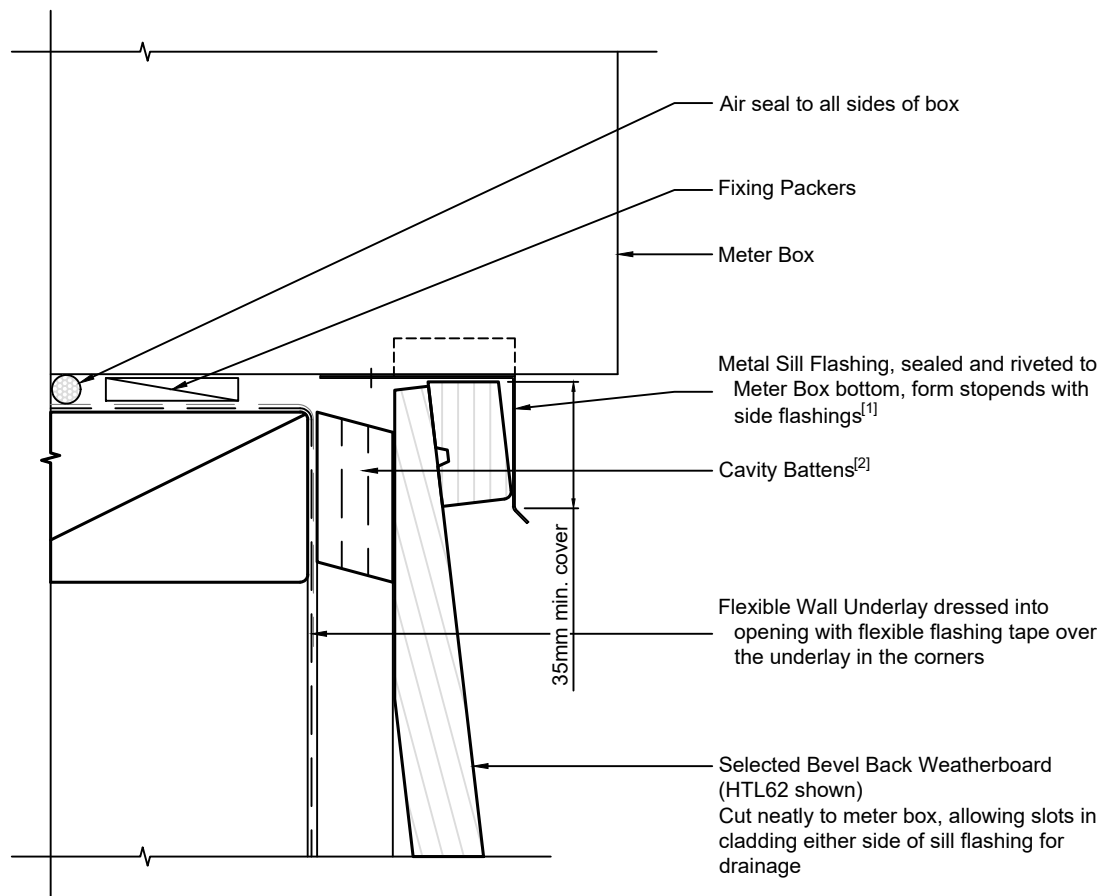 Air seal to all sides of box
Fixing Packers
Meter Box
Metal Sill Flashing, sealed and riveted to
Meter Box bottom, form stopends with
side flashings[1]
Cavity Battens[2]
35mm min. cover
Flexible Wall Underlay dressed into
opening with flexible flashing tape over
the underlay in the corners
Selected Bevel Back Weatherboard
(HTL62 shown)
Cut neatly to meter box, allowing slots in
cladding either side of sill flashing for
drainage